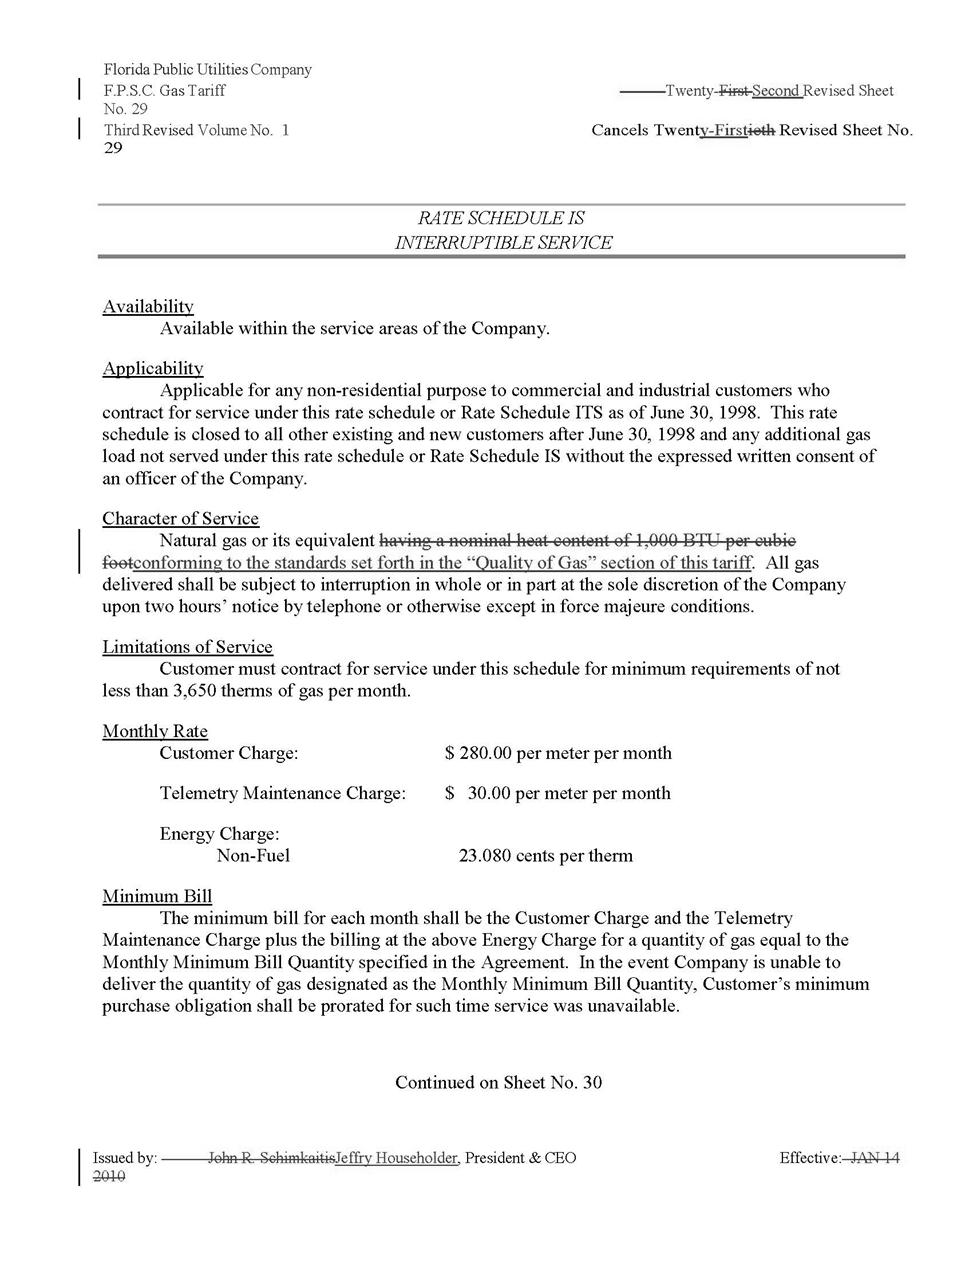 Florida Public Utilities Company
F.P.S.C. Gas Tariff Twenty-First Second Revised Sheet
No. 29
Third Revised Volume No. 1 Cancels Twenty-Firstieth Revised Sheet No.
29
RATE SCHEDULE IS
INTERRUPTIBLE SERVICE
Availability
Available within the service areas of the Company.
Applicability
Applicable for any non-residential purpose to commercial and industrial customers who
contract for service under this rate schedule or Rate Schedule ITS as of June 30, 1998. This rate
schedule is closed to all other existing and new customers after June 30, 1998 and any additional gas
load not served under this rate schedule or Rate Schedule IS without the expressed written consent of
an officer of the Company.
Character of Service
Natural gas or its equivalent having a nominal heat content of 1,000 BTU per cubic
footconforming to the standards set forth in the “Quality of Gas” section of this tariff. All gas
delivered shall be subject to interruption in whole or in part at the sole discretion of the Company
upon two hours’ notice by telephone or otherwise except in force majeure conditions.
Limitations of Service
Customer must contract for service under this schedule for minimum requirements of not
less than 3,650 therms of gas per month.
Monthly Rate
Customer Charge: $ 280.00 per meter per month
Telemetry Maintenance Charge: $ 30.00 per meter per month
Energy Charge:
Non-Fuel 23.080 cents per therm
Minimum Bill
The minimum bill for each month shall be the Customer Charge and the Telemetry
Maintenance Charge plus the billing at the above Energy Charge for a quantity of gas equal to the
Monthly Minimum Bill Quantity specified in the Agreement. In the event Company is unable to
deliver the quantity of gas designated as the Monthly Minimum Bill Quantity, Customer’s minimum
purchase obligation shall be prorated for such time service was unavailable.
Continued on Sheet No. 30
Issued by: John R. SchimkaitisJeffry Householder, President & CEO Effective: JAN 14
2010